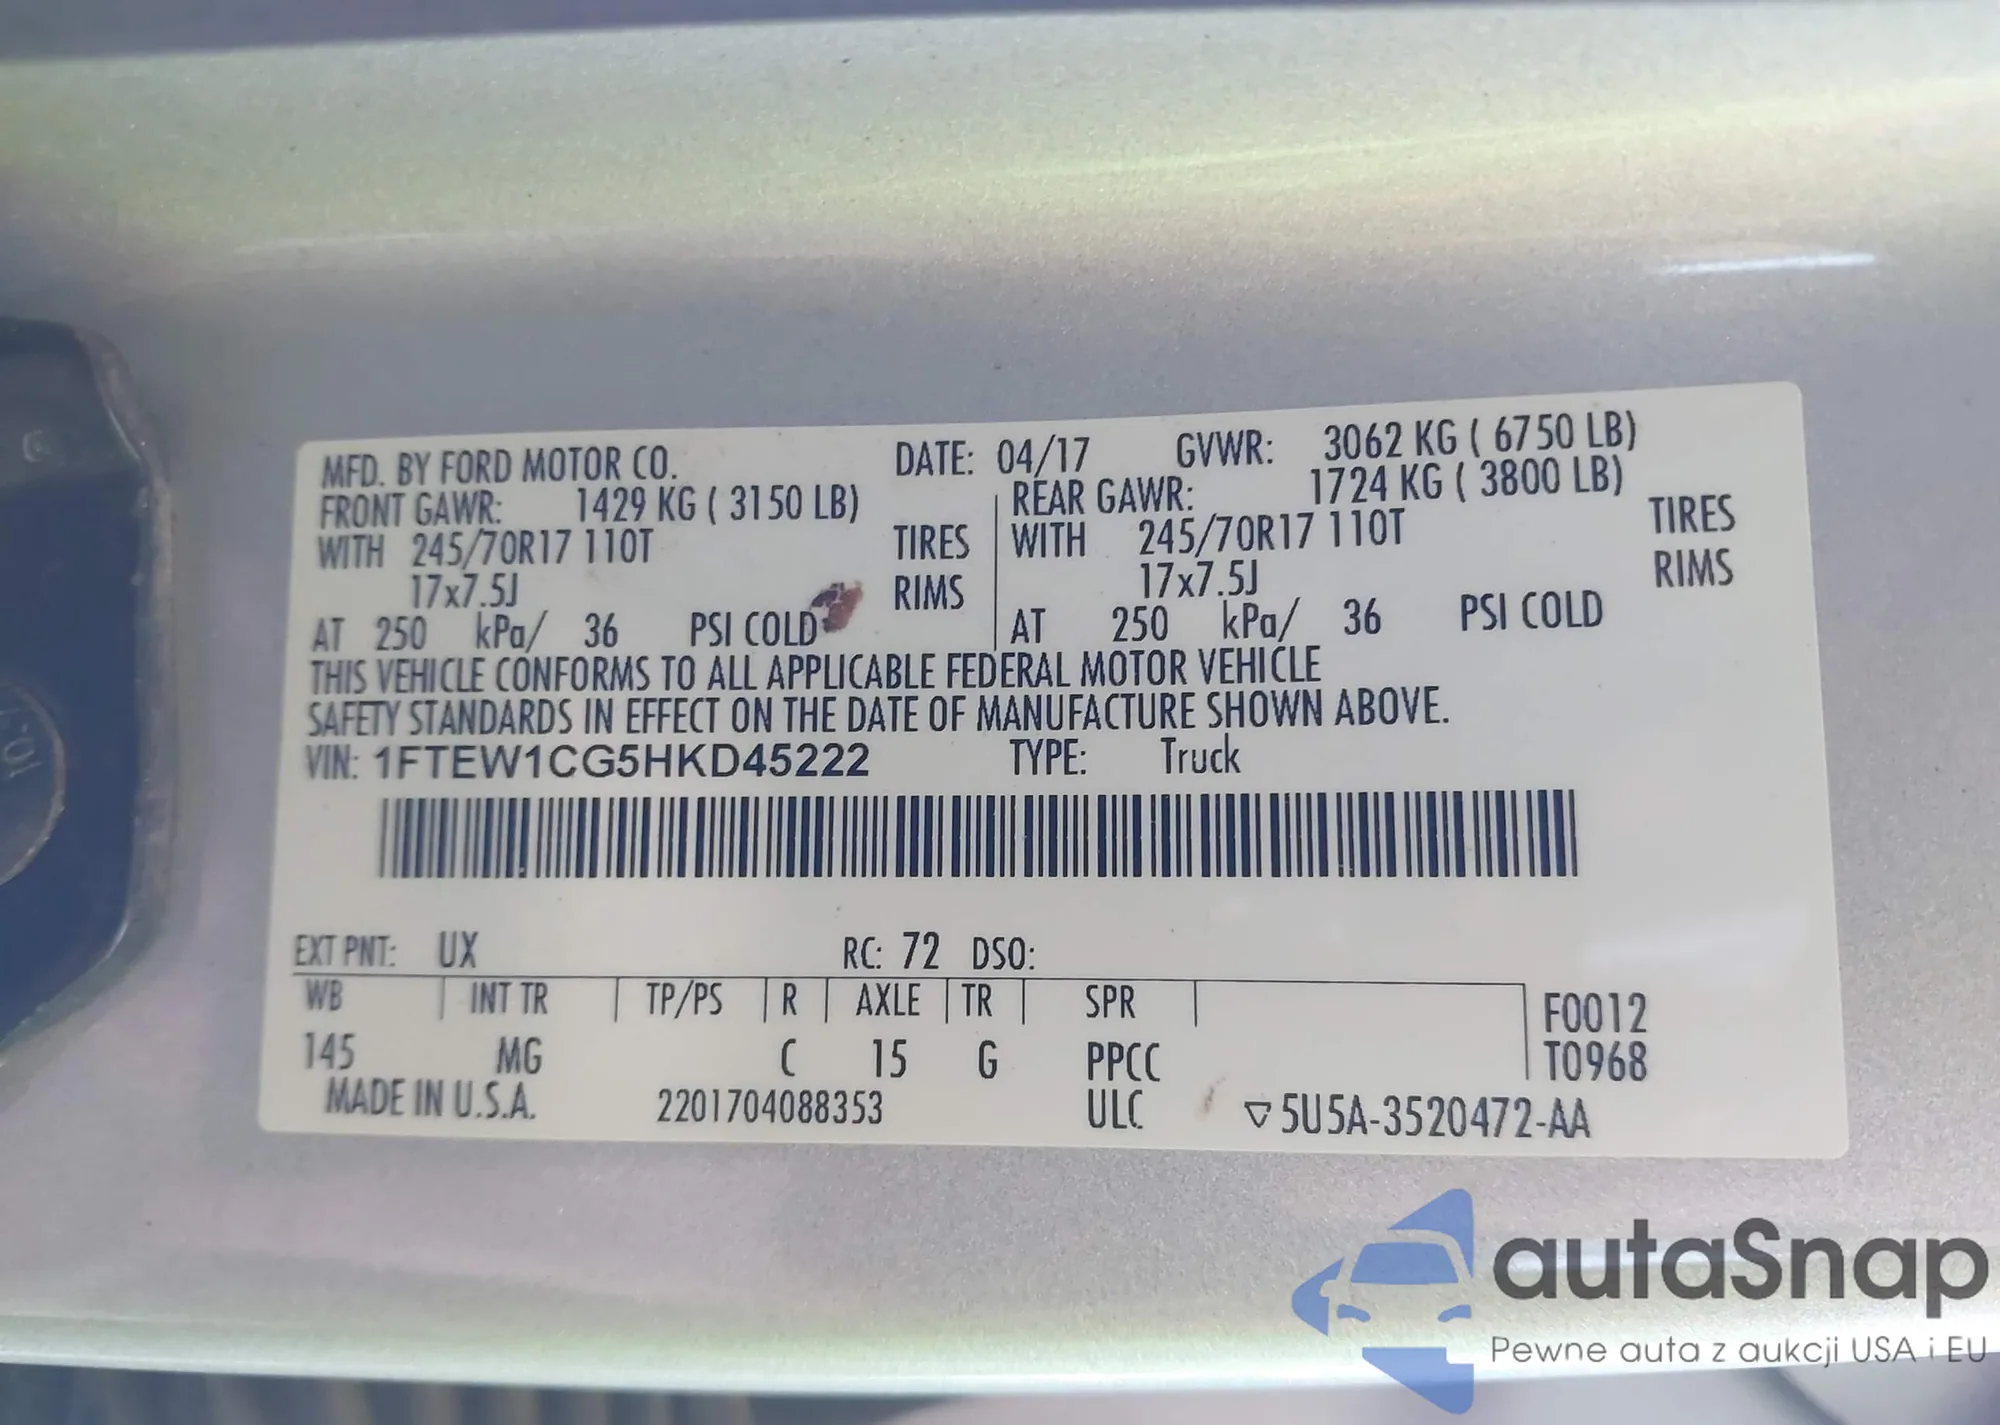 MFD. BY FORD MOTOR CO. DATE: 04/17 GVWR: 3062 KG ( 6750 LB)
FRONT GAWR: 1429 KG ( 3150 LB) REAR GAWR: 1724 KG ( 3800 LB)
WITH 245/70R17 110T TIRES WITH 245/70R17 110T TIRES
17x7.5J RIMS 17x7.5J RIMS
AT 250 kPa/ 36 PSI COLD AT 250 kPa/ 36 PSI COLD
THIS VEHICLE CONFORMS TO ALL APPLICABLE FEDERAL MOTOR VEHICLE
SAFETY STANDARDS IN EFFECT ON THE DATE OF MANUFACTURE SHOWN ABOVE.
VIN: 1FTEW1CG5HKD45222 TYPE: Truck
EXT PNT: UX RC: 72 DSO:
WB INT TR TP/PS R AXLE TR SPR F0012
145 MG C 15 G PPCC T0968
MADE IN U.S.A. 2201704088353 ULC ▽5U5A-3520472-AA
autaSnap
Pewne auta z aukcji USA i EU